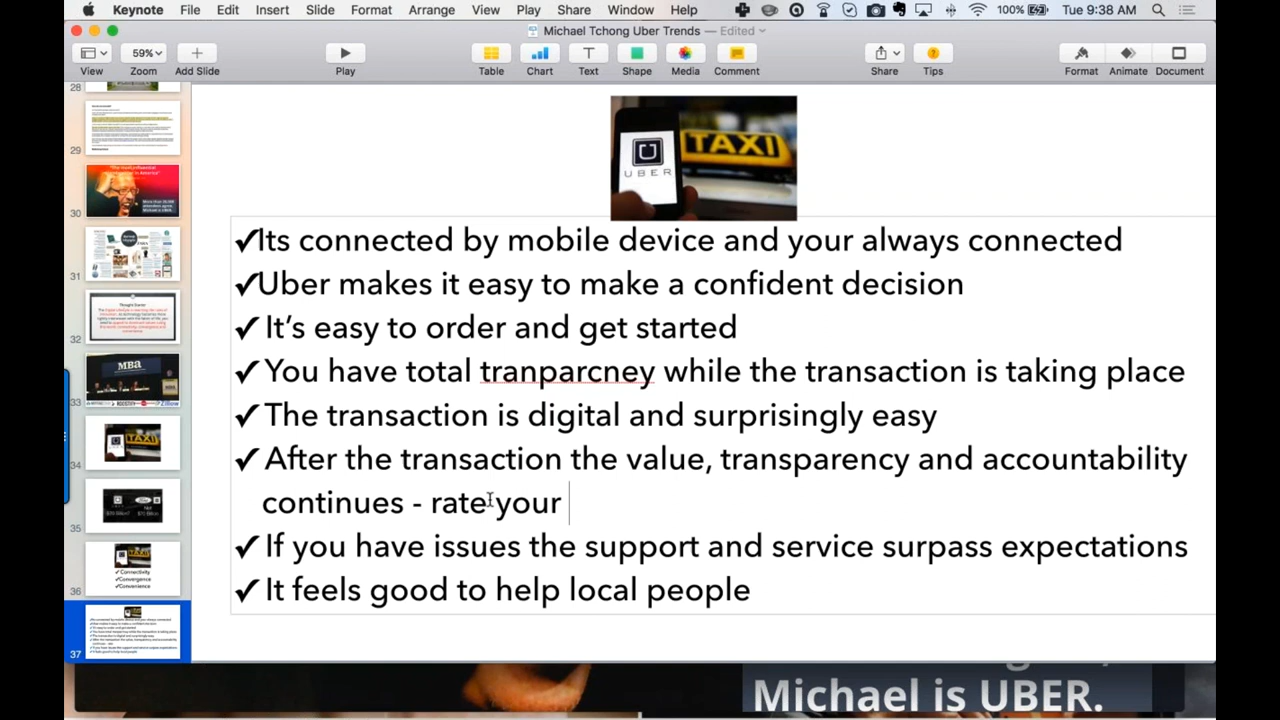 Keynote File Edit Insert Slide Format Arrange View Play Share Window Help 100% Tue 9:38 AM
Michael Tchong Uber Trends — Edited
59%
View Zoom Add Slide Play Table Chart Text Shape Media Comment Share Tips Format Animate Document
28
29
30
31
32
33
34
35
36
37
MBA
Connectivity
Convergence
Convenience
UBER
TAXI
✓Its connected by mobile device and your always connected
✓Uber makes it easy to make a confident decision
✓ It's easy to order and get started
✓ You have total tranparcney while the transaction is taking place
✓ The transaction is digital and surprisingly easy
✓ After the transaction the value, transparency and accountability
continues - rate your
✓ If you have issues the support and service surpass expectations
✓ It feels good to help local people
Michael is UBER.